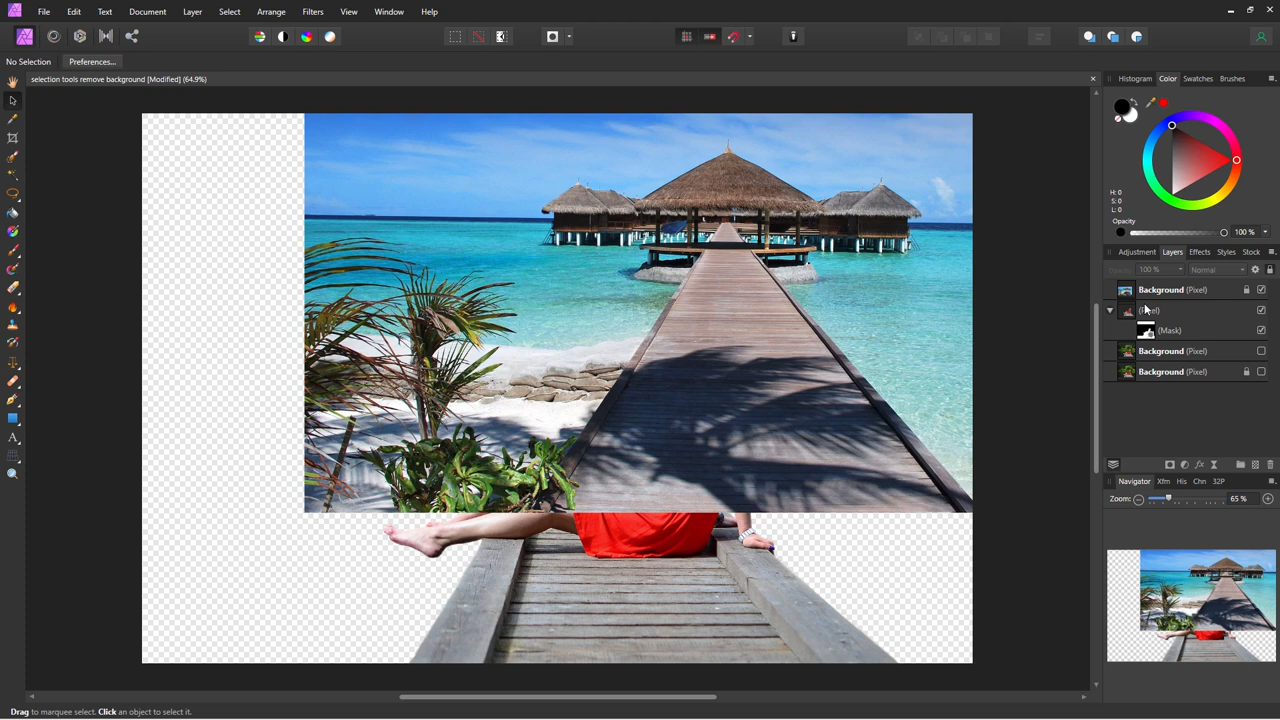 File Edit Text Document Layer Select Arrange Filters View Window Help
No Selection Preferences...
selection tools remove background [Modified] (64.9%)
Histogram Color Swatches Brushes
H: 0
S: 0
L: 0
Opacity
100 %
Adjustment Layers Effects Styles Stock
Opacity 100 % Normal
Background (Pixel)
(Pixel)
(Mask)
Background (Pixel)
Background (Pixel)
Navigator Xfm His Chn 32P
Zoom: 65 %
Drag to marquee select. Click an object to select it.